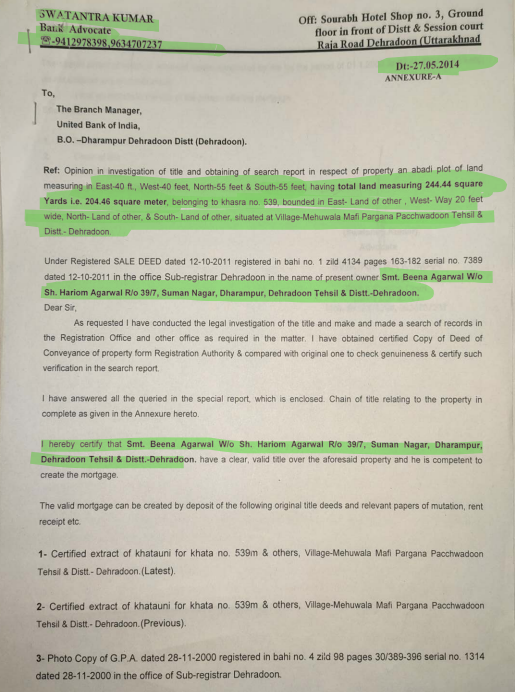 SWATANTRA KUMAR
Bank Advocate
☎-9412978398,9634707237
Off: Sourabh Hotel Shop no. 3, Ground
floor in front of Distt & Session court
Raja Road Dehradoon (Uttarakhnad
Dt:-27.05.2014
ANNEXURE-A
To,
The Branch Manager,
United Bank of India,
B.O. –Dharampur Dehradoon Distt (Dehradoon).
Ref: Opinion in investigation of title and obtaining of search report in respect of property an abadi plot of land
measuring in East-40 ft., West-40 feet, North-55 feet & South-55 feet, having total land measuring 244.44 square
Yards i.e. 204.46 square meter, belonging to khasra no. 539, bounded in East- Land of other , West- Way 20 feet
wide, North- Land of other, & South- Land of other, situated at Village-Mehuwala Mafi Pargana Pacchwadoon Tehsil &
Distt.- Dehradoon.
Under Registered SALE DEED dated 12-10-2011 registered in bahi no. 1 zild 4134 pages 163-182 serial no. 7389
dated 12-10-2011 in the office Sub-registrar Dehradoon in the name of present owner Smt. Beena Agarwal W/o
Sh. Hariom Agarwal R/o 39/7, Suman Nagar, Dharampur, Dehradoon Tehsil & Distt.-Dehradoon.
Dear Sir,
As requested I have conducted the legal investigation of the title and make and made a search of records in
the Registration Office and other office as required in the matter. I have obtained certified Copy of Deed of
Conveyance of property form Registration Authority & compared with original one to check genuineness & certify such
verification in the search report.
I have answered all the queried in the special report, which is enclosed. Chain of title relating to the property in
complete as given in the Annexure hereto.
I hereby certify that Smt. Beena Agarwal W/o Sh. Hariom Agarwal R/o 39/7, Suman Nagar, Dharampur,
Dehradoon Tehsil & Distt.-Dehradoon. have a clear, valid title over the aforesaid property and he is competent to
create the mortgage.
The valid mortgage can be created by deposit of the following original title deeds and relevant papers of mutation, rent
receipt etc.
1- Certified extract of khatauni for khata no. 539m & others, Village-Mehuwala Mafi Pargana Pacchwadoon
Tehsil & Distt.- Dehradoon.(Latest).
2- Certified extract of khatauni for khata no. 539m & others, Village-Mehuwala Mafi Pargana Pacchwadoon
Tehsil & Distt.- Dehradoon.(Previous).
3- Photo Copy of G.P.A. dated 28-11-2000 registered in bahi no. 4 zild 98 pages 30/389-396 serial no. 1314
dated 28-11-2000 in the office of Sub-registrar Dehradoon.